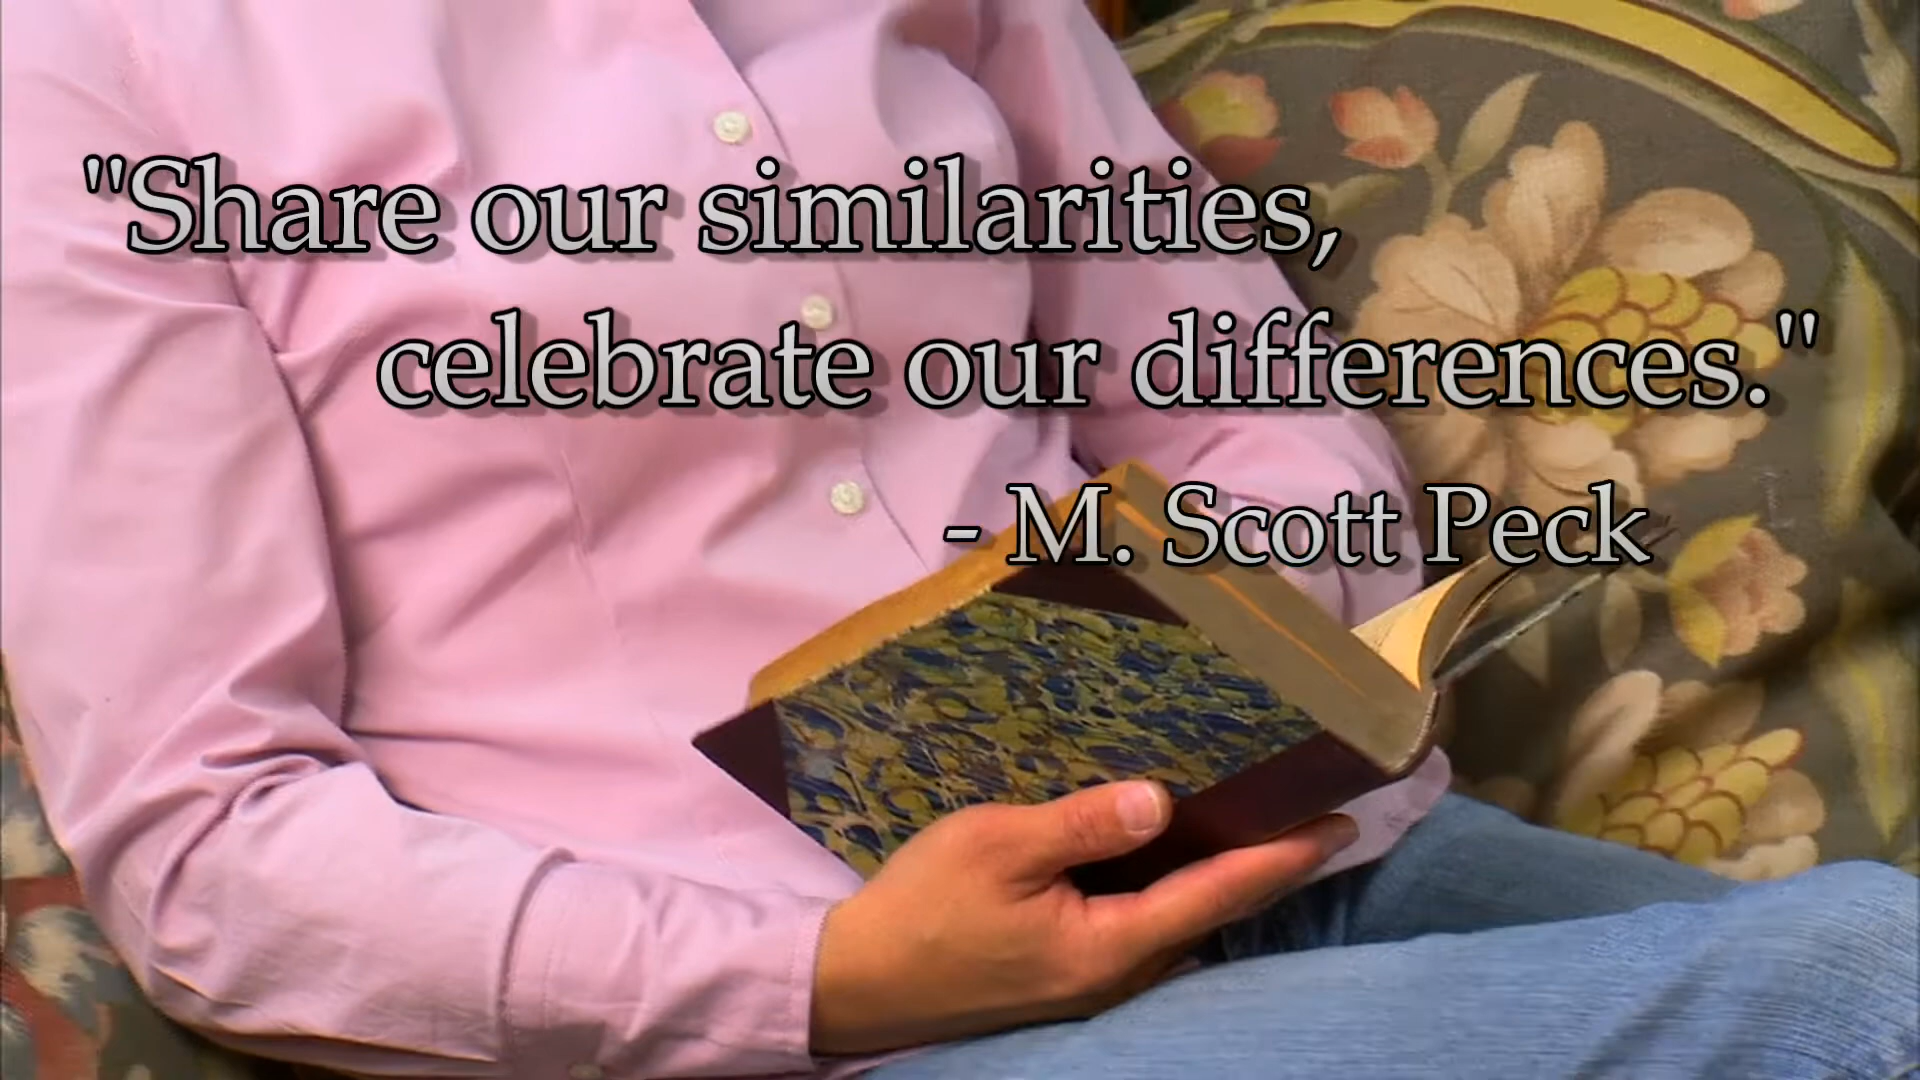 "Share our similarities,
celebrate our differences."
- M. Scott Peck